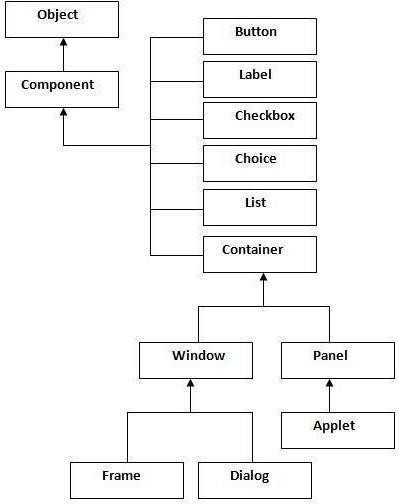 Object
Component
Button
Label
Checkbox
Choice
List
Container
Window
Panel
Applet
Frame
Dialog